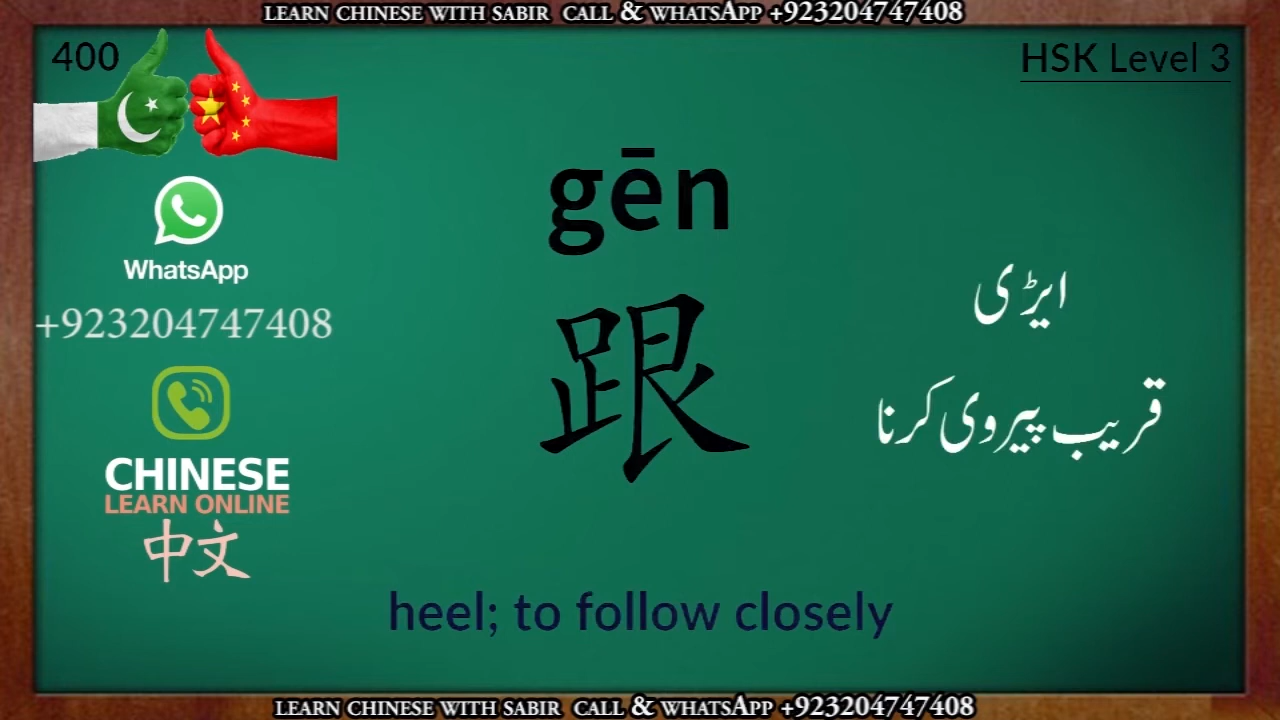 LEARN CHINESE WITH SABIR CALL & WHATSAPP +923204747408
400
HSK Level 3
WhatsApp
+923204747408
CHINESE
LEARN ONLINE
中文
gēn
跟
ایڑی
قریب پیروی کرنا
heel; to follow closely
LEARN CHINESE WITH SABIR CALL & WHATSAPP +923204747408